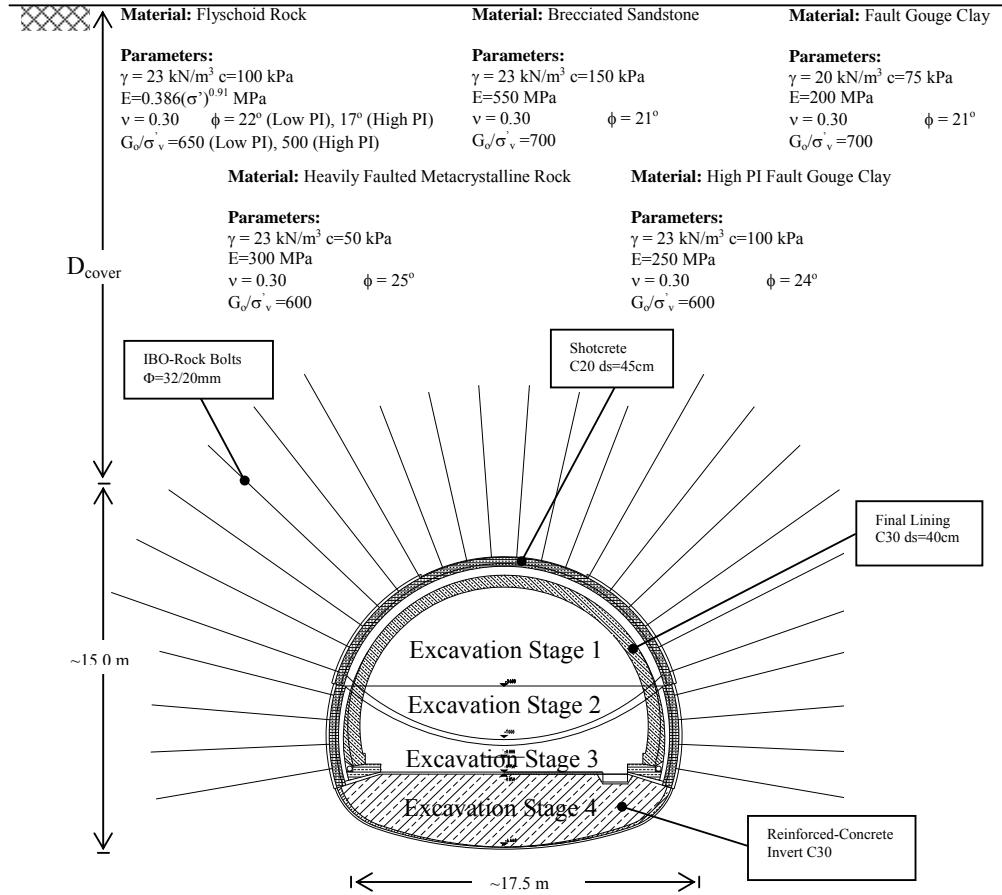 Material: Flyschoid Rock
Parameters:
γ = 23 kN/m³ c=100 kPa
E=0.386(σ')^0.91 MPa
ν = 0.30 φ = 22° (Low PI), 17° (High PI)
Gₒ/σ'ᵥ =650 (Low PI), 500 (High PI)
Material: Brecciated Sandstone
Parameters:
γ = 23 kN/m³ c=150 kPa
E=550 MPa
ν = 0.30 φ = 21°
Gₒ/σ'ᵥ =700
Material: Fault Gouge Clay
Parameters:
γ = 20 kN/m³ c=75 kPa
E=200 MPa
ν = 0.30 φ = 21°
Gₒ/σ'ᵥ =700
Material: Heavily Faulted Metacrystalline Rock
Parameters:
γ = 23 kN/m³ c=50 kPa
E=300 MPa
ν = 0.30 φ = 25°
Gₒ/σ'ᵥ =600
Material: High PI Fault Gouge Clay
Parameters:
γ = 23 kN/m³ c=100 kPa
E=250 MPa
ν = 0.30 φ = 24°
Gₒ/σ'ᵥ =600
D_cover
IBO-Rock Bolts
Φ=32/20mm
Shotcrete
C20 ds=45cm
Final Lining
C30 ds=40cm
~15.0 m
Excavation Stage 1
Excavation Stage 2
Excavation Stage 3
Excavation Stage 4
Reinforced-Concrete
Invert C30
~17.5 m